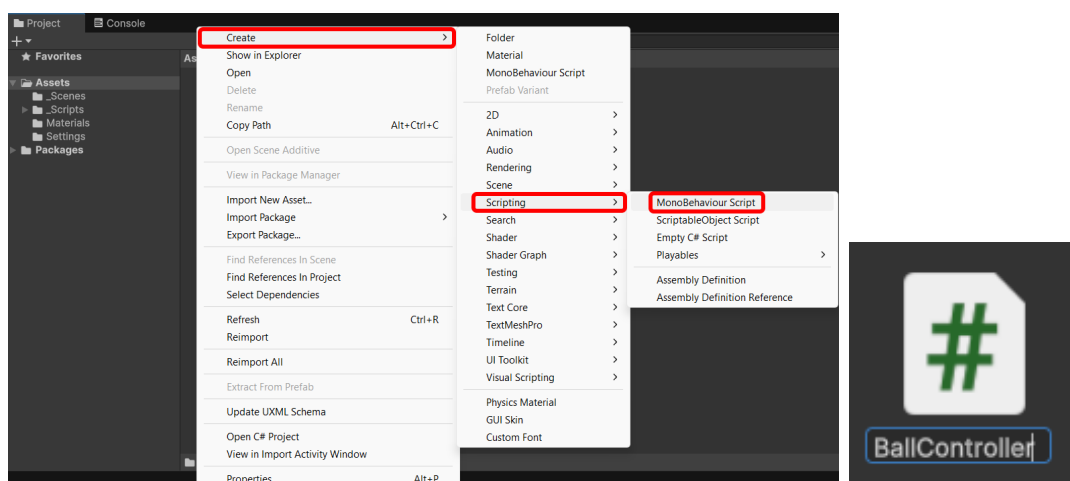 Project
Console
Favorites
As
Assets
_Scenes
_Scripts
Materials
Settings
Packages
Create
Show in Explorer
Open
Delete
Rename
Copy Path Alt+Ctrl+C
Open Scene Additive
View in Package Manager
Import New Asset...
Import Package
Export Package...
Find References In Scene
Find References In Project
Select Dependencies
Refresh Ctrl+R
Reimport
Reimport All
Extract From Prefab
Update UXML Schema
Open C# Project
View in Import Activity Window
Properties... Alt+P
Folder
Material
MonoBehaviour Script
Prefab Variant
2D
Animation
Audio
Rendering
Scene
Scripting
Search
Shader
Shader Graph
Testing
Terrain
Text Core
TextMeshPro
Timeline
UI Toolkit
Visual Scripting
Physics Material
GUI Skin
Custom Font
MonoBehaviour Script
ScriptableObject Script
Empty C# Script
Playables
Assembly Definition
Assembly Definition Reference
#
BallController